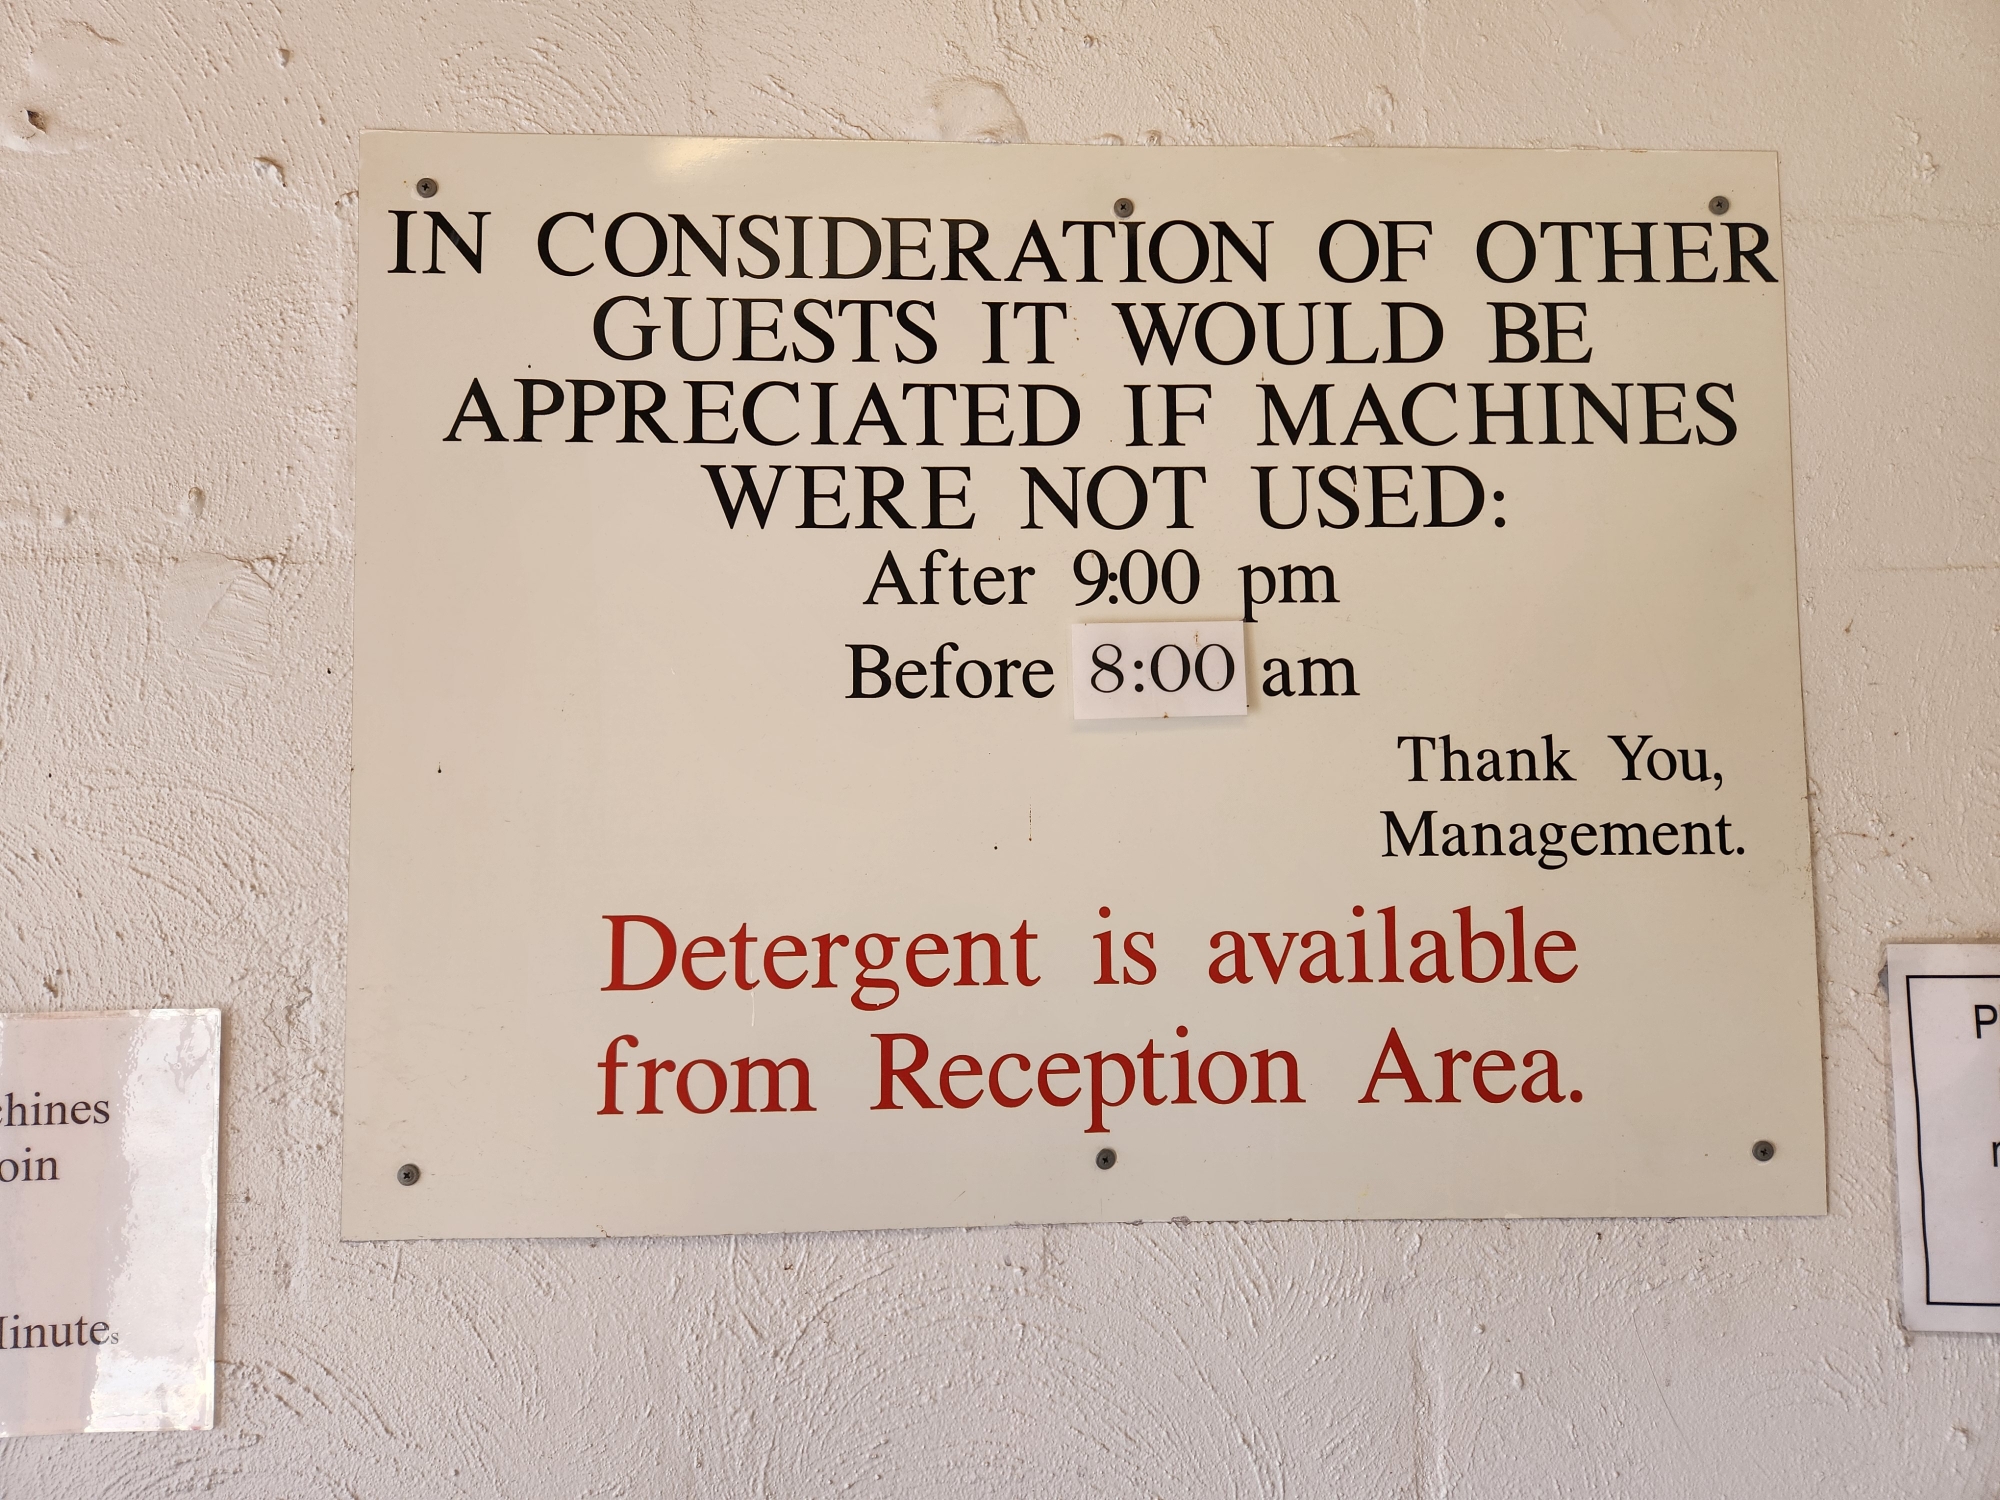 IN CONSIDERATION OF OTHER
GUESTS IT WOULD BE
APPRECIATED IF MACHINES
WERE NOT USED:
After 9:00 pm
Before 8:00 am
Thank You,
Management.
Detergent is available
from Reception Area.